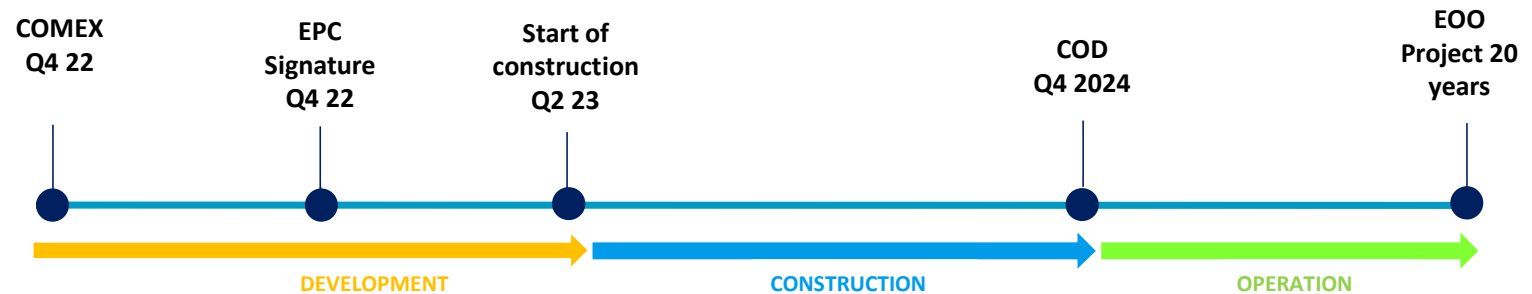 COMEX
Q4 22
EPC
Signature
Q4 22
Start of
construction
Q2 23
COD
Q4 2024
EOO
Project 20
years
DEVELOPMENT
CONSTRUCTION
OPERATION